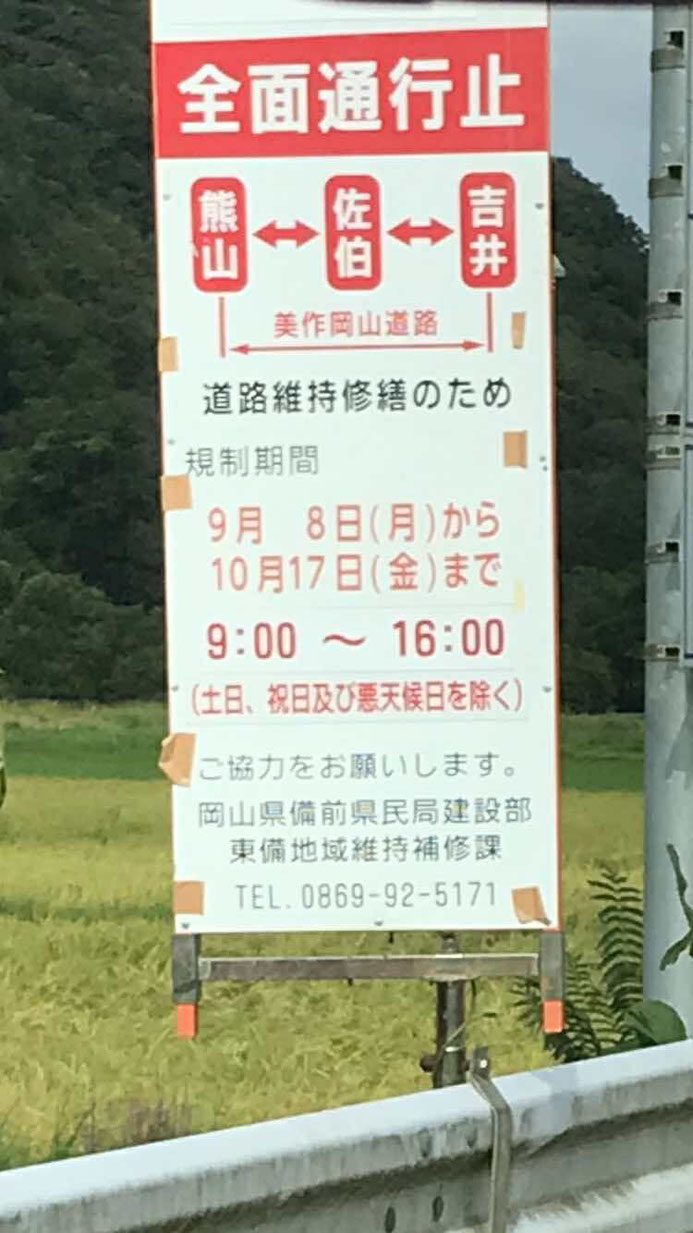 全面通行止
熊山 ↔ 佐伯 ↔ 吉井
美作岡山道路
道路維持修繕のため
規制期間
9月 8日(月)から
10月17日(金)まで
9:00 ～ 16:00
(土日、祝日及び悪天候日を除く)
ご協力をお願いします。
岡山県備前県民局建設部
東備地域維持補修課
TEL.0869-92-5171